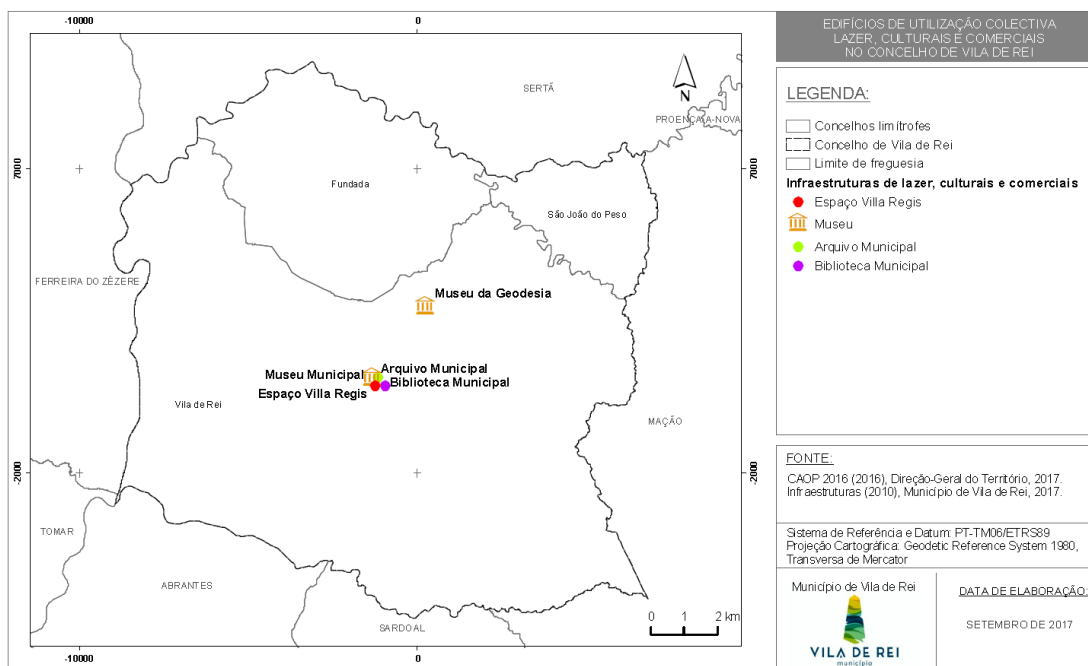 -10000
0
EDIFÍCIOS DE UTILIZAÇÃO COLECTIVA
LAZER, CULTURAIS E COMERCIAIS
NO CONCELHO DE VILA DE REI
N
SERTÃ
PROENÇA-A-NOVA
7000
7000
Fundada
São João do Peso
FERREIRA DO ZÊZERE
Museu da Geodesia
Museu Municipal
Arquivo Municipal
Biblioteca Municipal
Espaço Villa Regis
Vila de Rei
MAÇÃO
-2000
-2000
TOMAR
ABRANTES
SARDOAL
0 1 2 km
-10000
0
LEGENDA:
Concelhos limítrofes
Concelho de Vila de Rei
Limite de freguesia
Infraestruturas de lazer, culturais e comerciais
Espaço Villa Regis
Museu
Arquivo Municipal
Biblioteca Municipal
FONTE:
CAOP 2016 (2016), Direção-Geral do Território, 2017.
Infraestruturas (2010), Município de Vila de Rei, 2017.
Sistema de Referência e Datum: PT-TM06/ETRS89
Projeção Cartográfica: Geodetic Reference System 1980,
Transversa de Mercator
Município de Vila de Rei
VILA DE REI
município
DATA DE ELABORAÇÃO:
SETEMBRO DE 2017